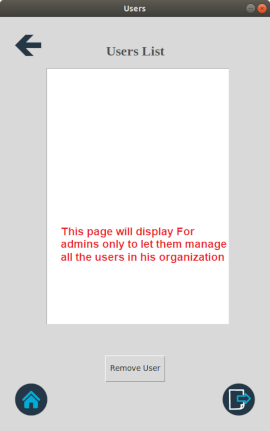 Users
Users List
This page will display For
admins only to let them manage
all the users in his organization
Remove User